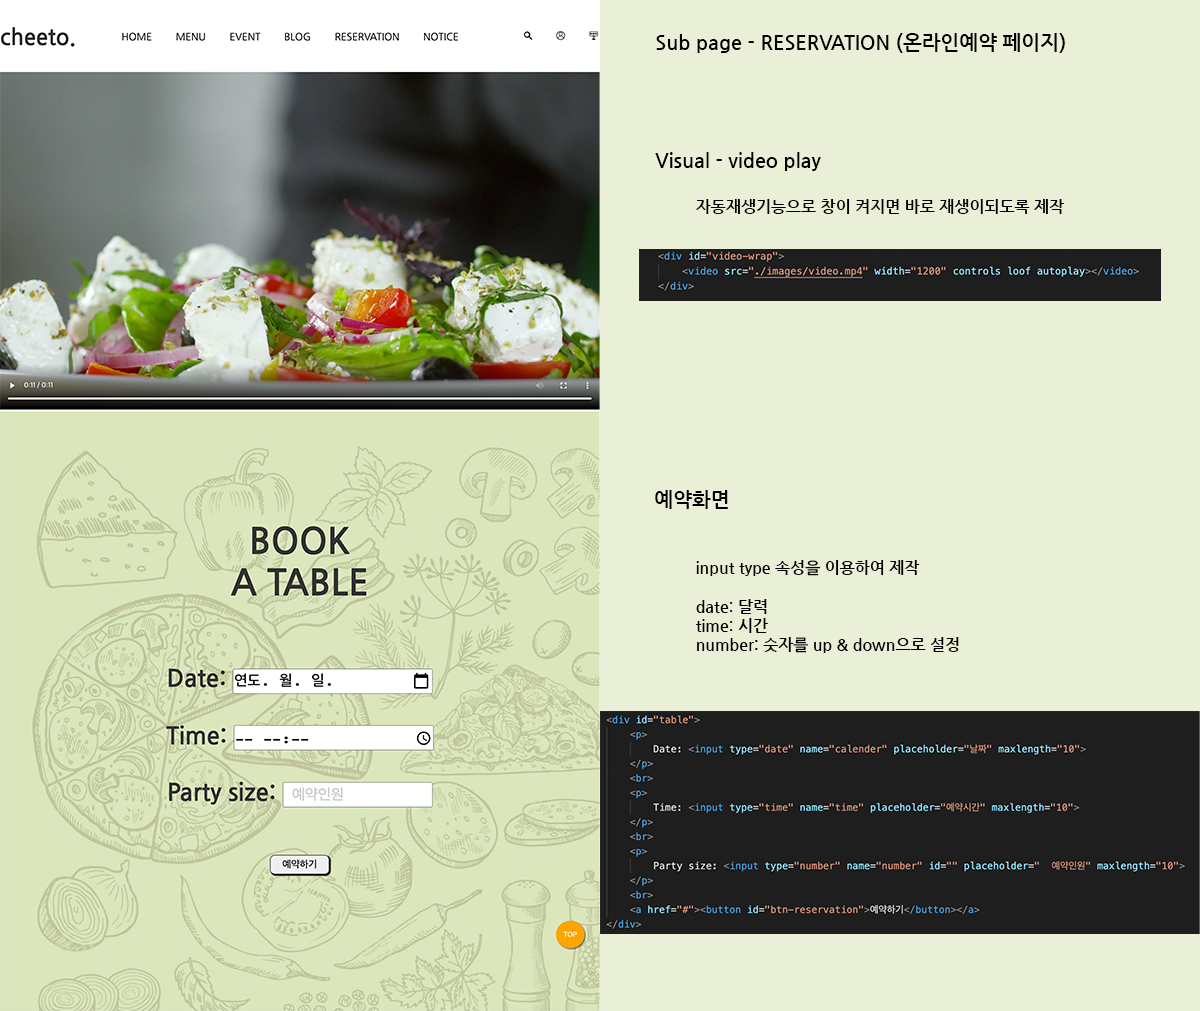 cheeto.
HOME MENU EVENT BLOG RESERVATION NOTICE
0:11 / 0:11
BOOK
A TABLE
Date: 연도. 월. 일.
Time: -- --:--
Party size: 예약인원
예약하기
TOP
Sub page - RESERVATION (온라인예약 페이지)
Visual - video play
자동재생기능으로 창이 켜지면 바로 재생이되도록 제작
<div id="video-wrap">
<video src="./images/video.mp4" width="1200" controls loof autoplay></video>
</div>
예약화면
input type 속성을 이용하여 제작
date: 달력
time: 시간
number: 숫자를 up & down으로 설정
<div id="table">
<p>
Date: <input type="date" name="calender" placeholder="날짜" maxlength="10">
</p>
<br>
<p>
Time: <input type="time" name="time" placeholder="예약시간" maxlength="10">
</p>
<br>
<p>
Party size: <input type="number" name="number" id="" placeholder="  예약인원" maxlength="10">
</p>
<br>
<a href="#"><button id="btn-reservation">예약하기</button></a>
</div>